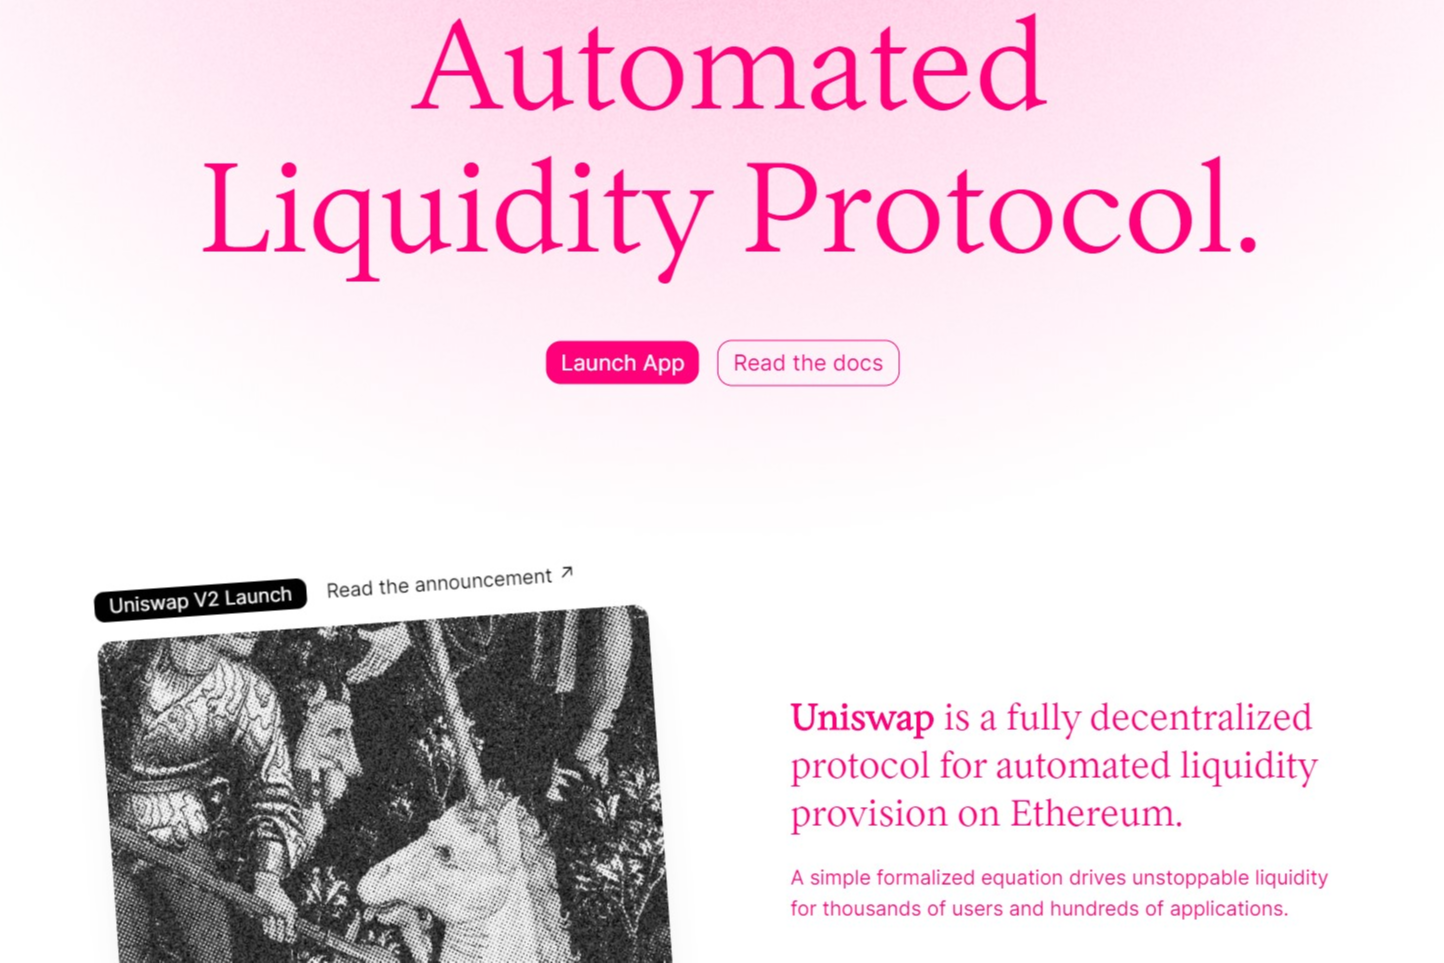 Automated
Liquidity Protocol.
Launch App
Read the docs
Uniswap V2 Launch
Read the announcement ↗
Uniswap is a fully decentralized
protocol for automated liquidity
provision on Ethereum.
A simple formalized equation drives unstoppable liquidity
for thousands of users and hundreds of applications.